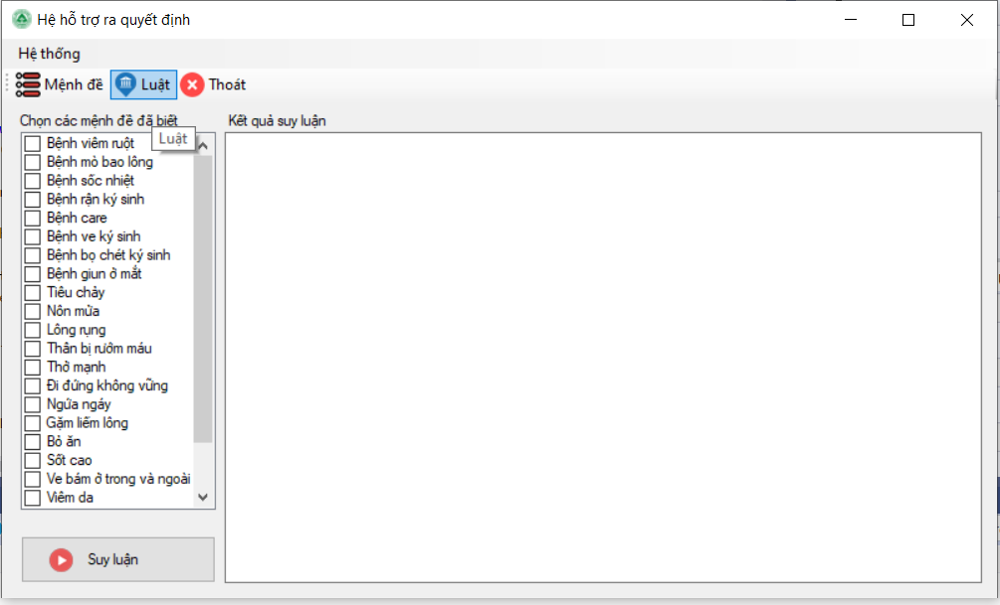 Hệ hỗ trợ ra quyết định
Hệ thống
Mệnh đề Luật Thoát
Chọn các mệnh đề đã biết
Kết quả suy luận
Luật
Bệnh viêm ruột
Bệnh mò bao lông
Bệnh sốc nhiệt
Bệnh rận ký sinh
Bệnh care
Bệnh ve ký sinh
Bệnh bọ chét ký sinh
Bệnh giun ở mắt
Tiêu chảy
Nôn mửa
Lông rụng
Thân bị rướm máu
Thở mạnh
Đi đứng không vững
Ngứa ngáy
Gặm liếm lông
Bỏ ăn
Sốt cao
Ve bám ở trong và ngoài
Viêm da
Suy luận